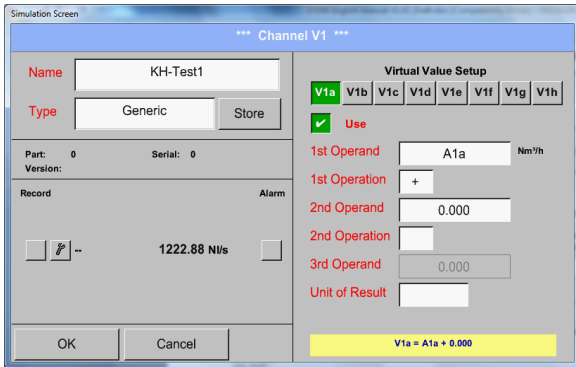 Simulation Screen
*** Channel V1 ***
Name
KH-Test1
Type
Generic
Store
Part: 0 Serial: 0
Version:
Record Alarm
-- 1222.88 Nl/s
OK
Cancel
Virtual Value Setup
V1a V1b V1c V1d V1e V1f V1g V1h
Use
1st Operand A1a Nm³/h
1st Operation +
2nd Operand 0.000
2nd Operation
3rd Operand 0.000
Unit of Result
V1a = A1a + 0.000